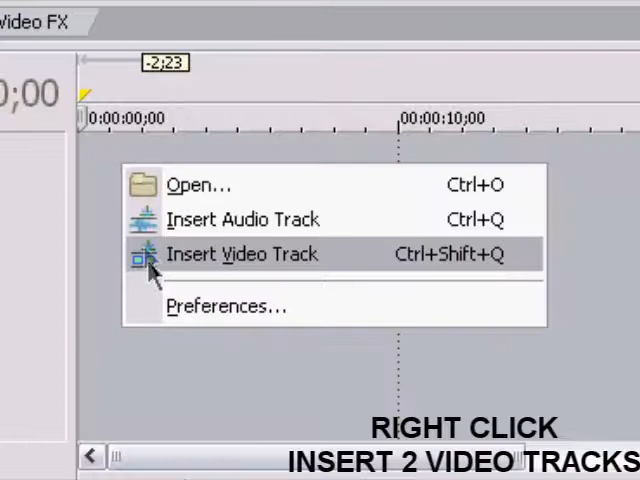 Video FX
-2;23
0;00
0:00:00;00
00:00:10;00
Open... Ctrl+O
Insert Audio Track Ctrl+Q
Insert Video Track Ctrl+Shift+Q
Preferences...
RIGHT CLICK
INSERT 2 VIDEO TRACKS